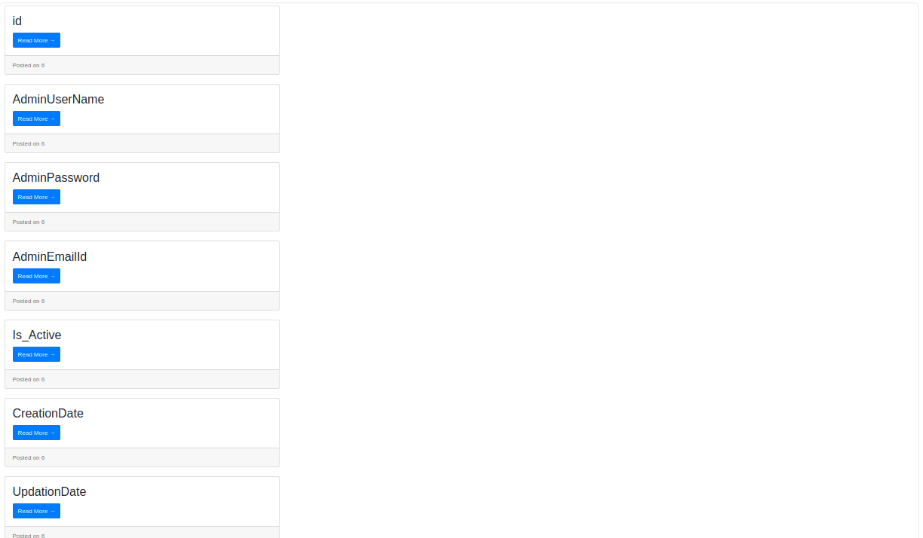 id
Read More →
Posted on 6
AdminUserName
Read More →
Posted on 6
AdminPassword
Read More →
Posted on 6
AdminEmailId
Read More →
Posted on 6
Is_Active
Read More →
Posted on 6
CreationDate
Read More →
Posted on 6
UpdationDate
Read More →
Posted on 6